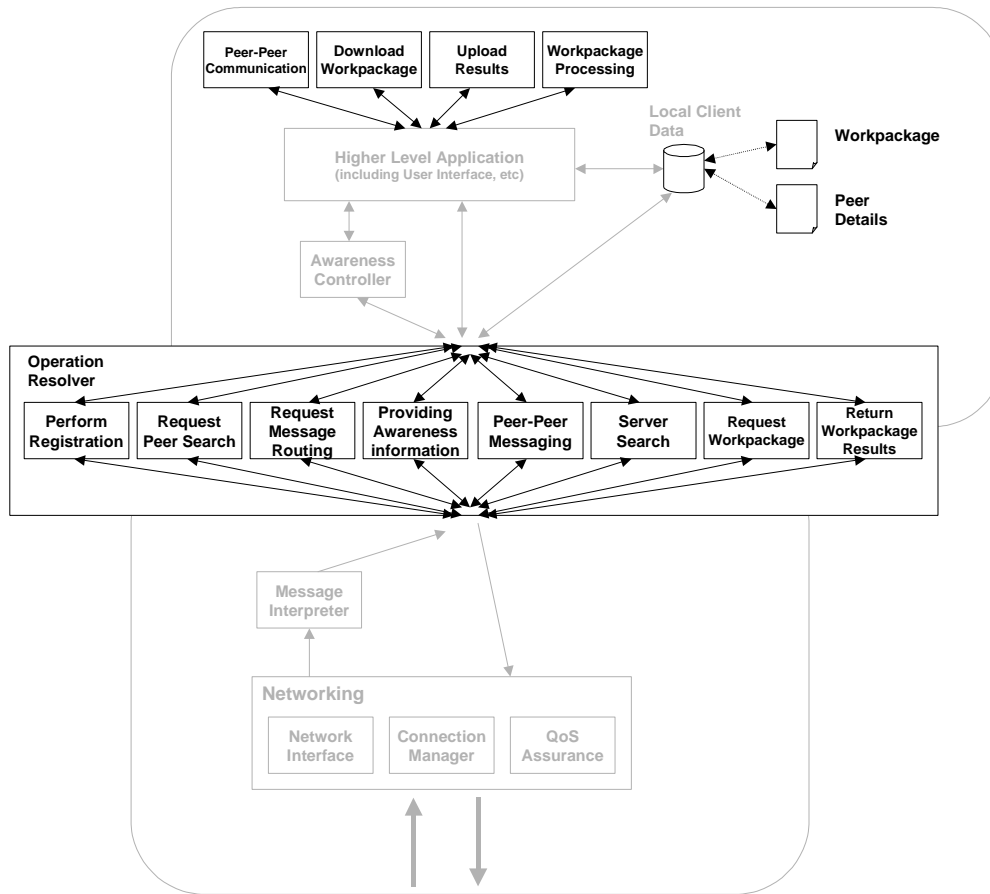 Peer-Peer
Communication
Download
Workpackage
Upload
Results
Workpackage
Processing
Local Client
Data
Workpackage
Peer
Details
Higher Level Application
(including User Interface, etc)
Awareness
Controller
Operation
Resolver
Perform
Registration
Request
Peer Search
Request
Message
Routing
Providing
Awareness
information
Peer-Peer
Messaging
Server
Search
Request
Workpackage
Return
Workpackage
Results
Message
Interpreter
Networking
Network
Interface
Connection
Manager
QoS
Assurance